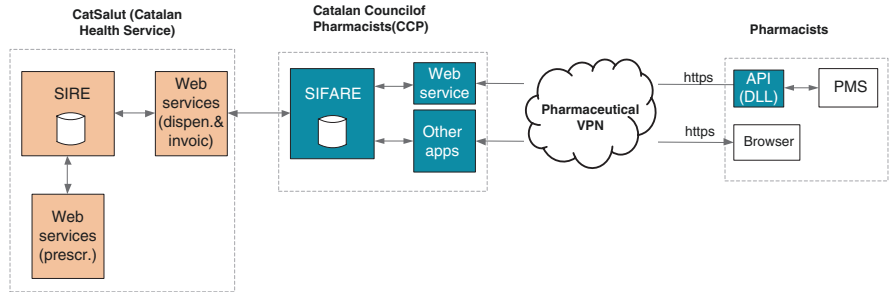 CatSalut (Catalan
Health Service)
Catalan Councilof
Pharmacists(CCP)
Pharmacists
SIRE
Web
services
(dispen.&
invoic)
Web
services
(prescr.)
SIFARE
Web
service
Other
apps
Pharmaceutical
VPN
https
https
API
(DLL)
PMS
Browser